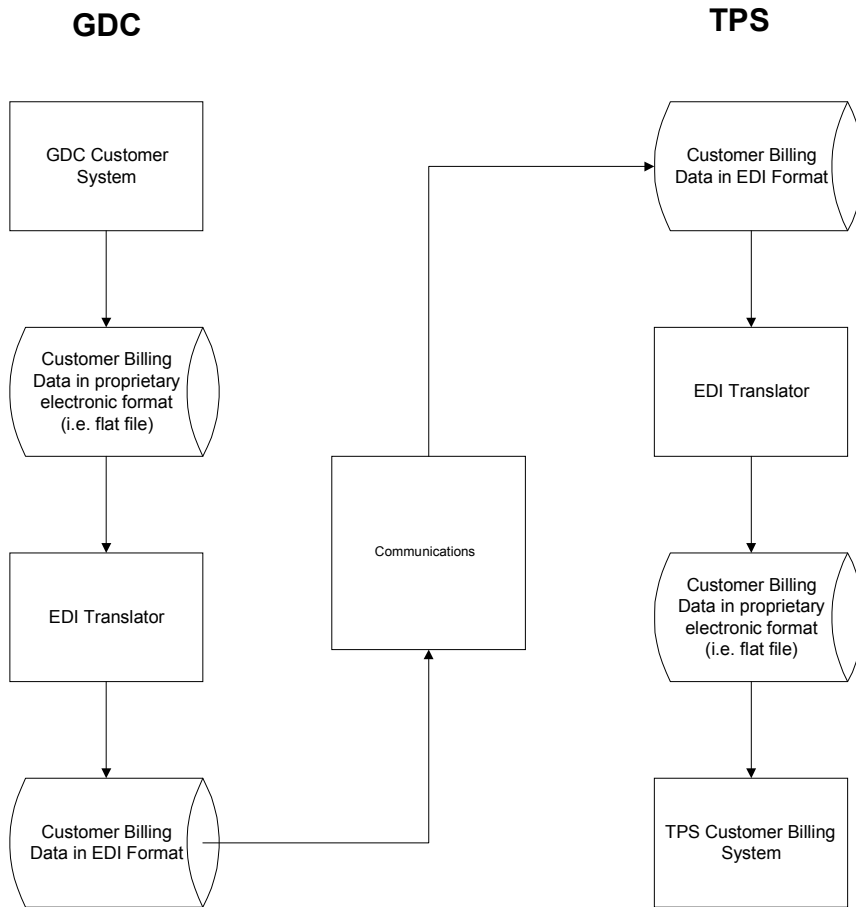 GDC
TPS
GDC Customer
System
Customer Billing
Data in proprietary
electronic format
(i.e. flat file)
EDI Translator
Customer Billing
Data in EDI Format
Communications
Customer Billing
Data in EDI Format
EDI Translator
Customer Billing
Data in proprietary
electronic format
(i.e. flat file)
TPS Customer Billing
System